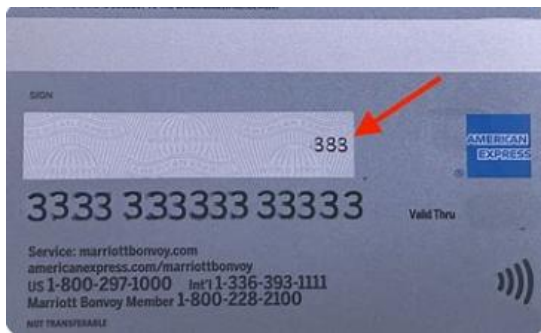 SIGN
333
AMERICAN
EXPRESS
®
3333 333333 33333
Valid Thru
Service: marriottbonvoy.com
americanexpress.com/marriottbonvoy
US 1-800-297-1000 Int'l 1-336-393-1111
Marriott Bonvoy Member 1-800-228-2100
NOT TRANSFERABLE